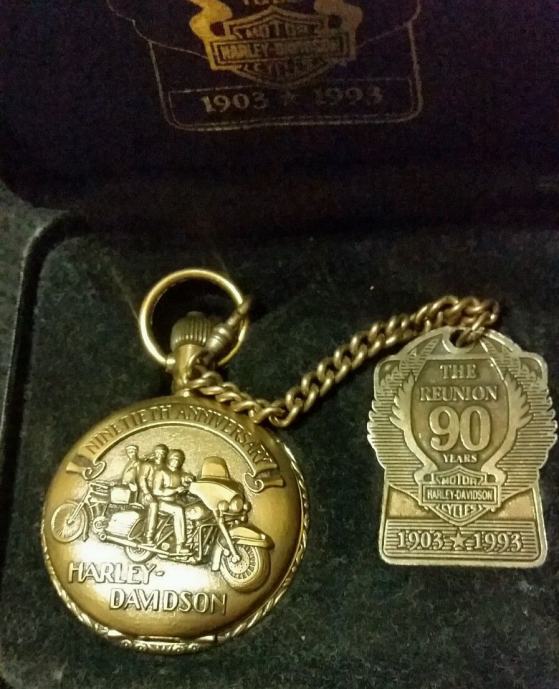 MOTOR
HARLEY-DAVIDSON
CYCLES
1903 ★ 1993
NINETIETH ANNIVERSARY
HARLEY-
DAVIDSON
THE
REUNION
90
YEARS
MOTOR
HARLEY-DAVIDSON
CYCLES
1903 ★ 1993